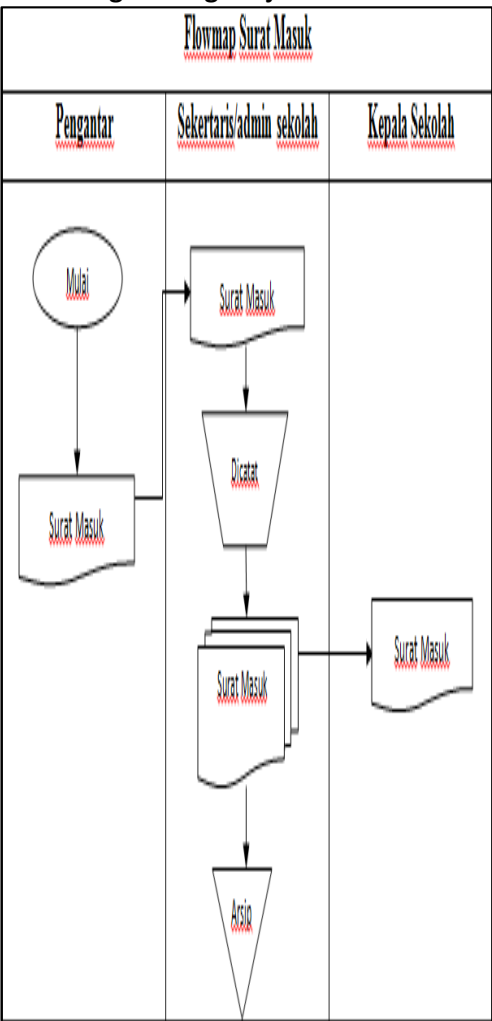 Flowmap Surat Masuk
Pengantar
Sekertaris/admin sekolah
Kepala Sekolah
Mulai
Surat Masuk
Surat Masuk
Dicatat
Surat Masuk
Surat Masuk
Arsip